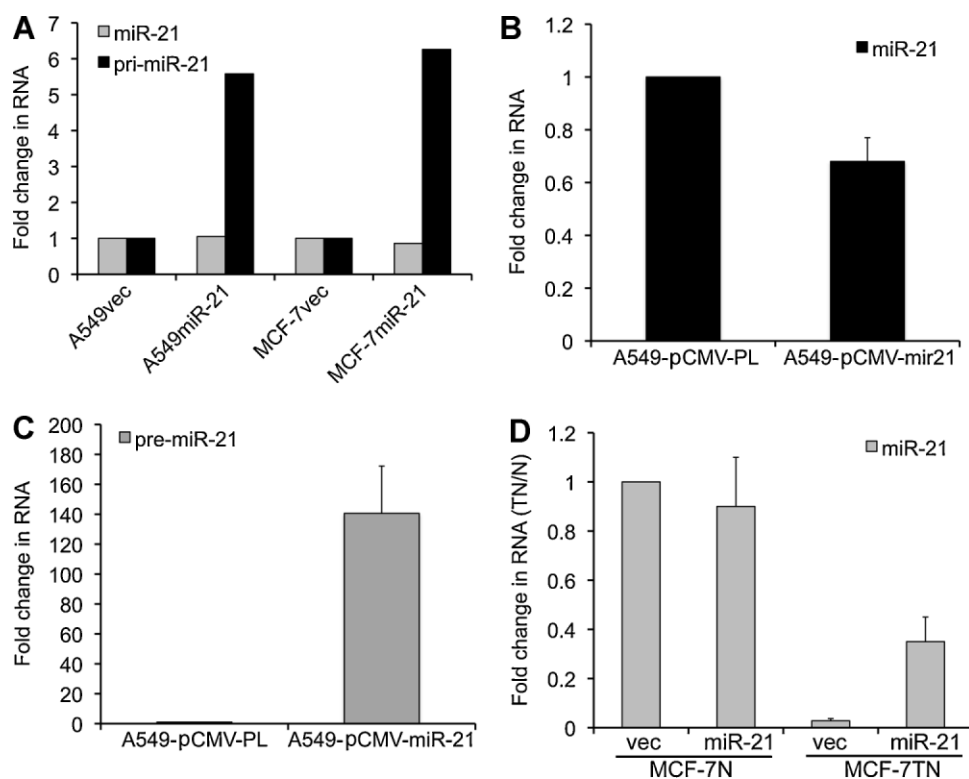 A
miR-21
pri-miR-21
Fold change in RNA
7
6
5
4
3
2
1
0
A549vec
A549miR-21
MCF-7vec
MCF-7miR-21
B
miR-21
Fold change in RNA
1.2
1
0.8
0.6
0.4
0.2
0
A549-pCMV-PL
A549-pCMV-mir21
C
pre-miR-21
Fold change in RNA
200
180
160
140
120
100
80
60
40
20
0
A549-pCMV-PL
A549-pCMV-miR-21
D
miR-21
Fold change in RNA (TN/N)
1.2
1
0.8
0.6
0.4
0.2
0
vec miR-21 vec miR-21
MCF-7N MCF-7TN